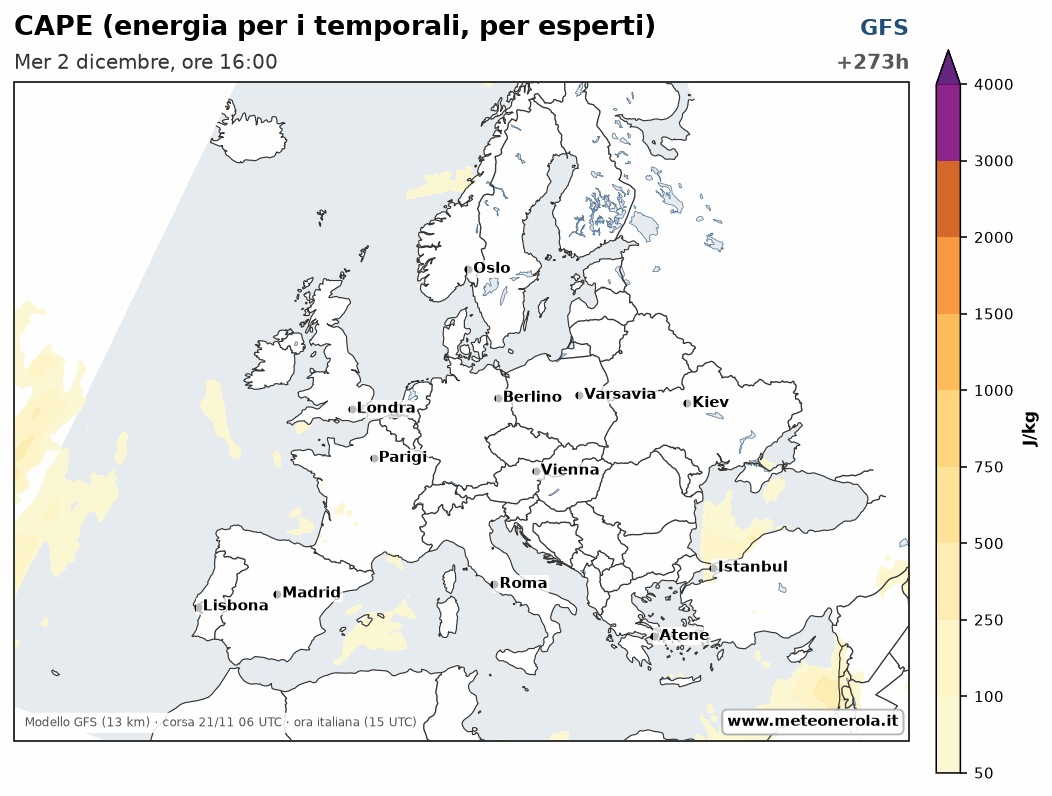 CAPE (energia per i temporali, per esperti)
GFS
Mer 2 dicembre, ore 16:00
+273h
4000
3000
2000
1500
1000
750
500
250
100
50
J/kg
Oslo
Berlino
Varsavia
Kiev
Londra
Parigi
Vienna
Istanbul
Roma
Madrid
Lisbona
Atene
Modello GFS (13 km) · corsa 21/11 06 UTC · ora italiana (15 UTC)
www.meteonerola.it